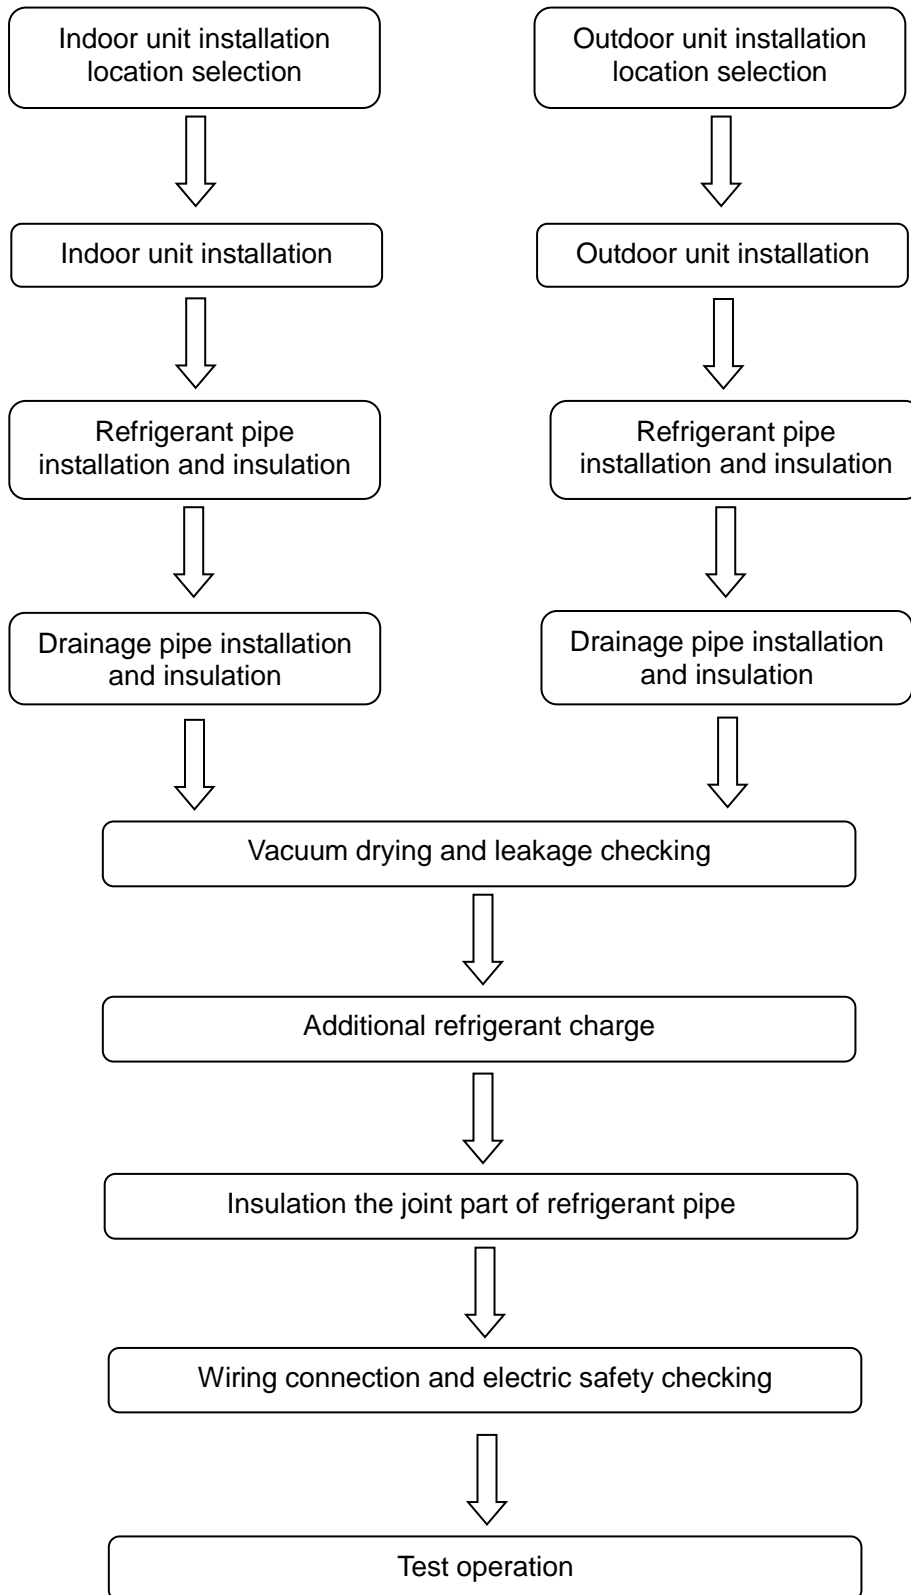 Indoor unit installation
location selection
Outdoor unit installation
location selection
Indoor unit installation
Outdoor unit installation
Refrigerant pipe
installation and insulation
Refrigerant pipe
installation and insulation
Drainage pipe installation
and insulation
Drainage pipe installation
and insulation
Vacuum drying and leakage checking
Additional refrigerant charge
Insulation the joint part of refrigerant pipe
Wiring connection and electric safety checking
Test operation